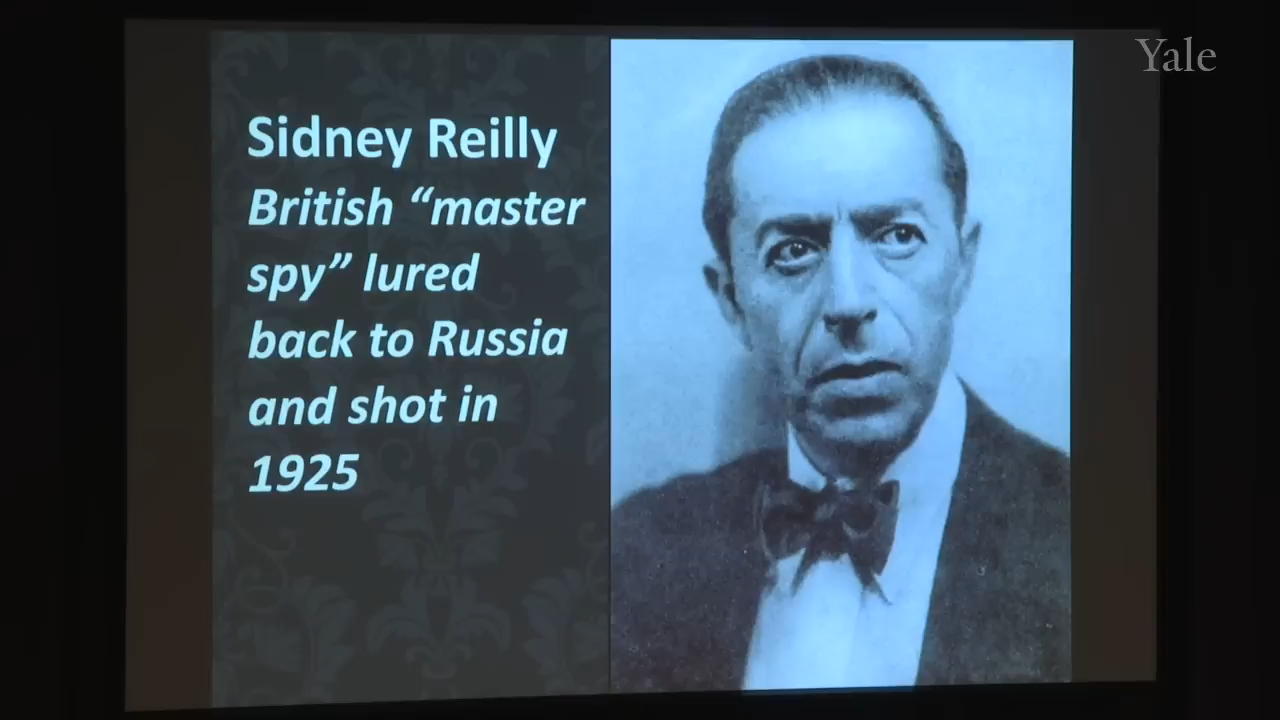 Yale
Sidney Reilly
British “master
spy” lured
back to Russia
and shot in
1925